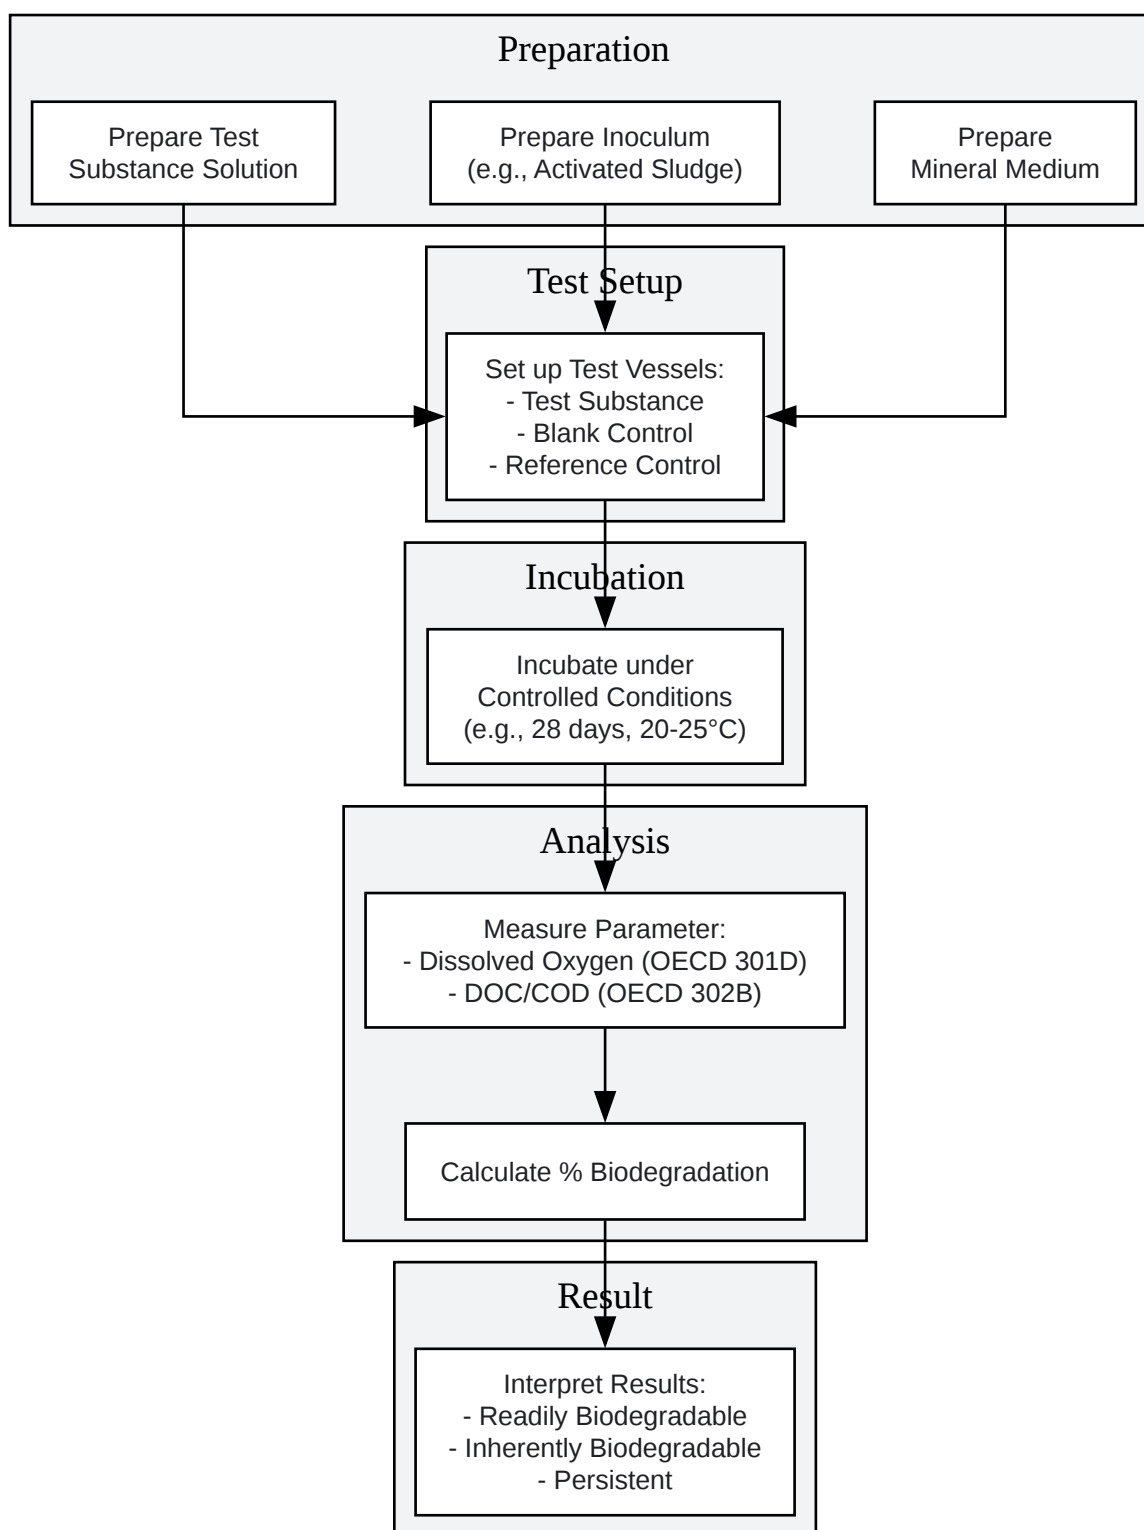 Preparation
Prepare Test
Substance Solution
Prepare Inoculum
(e.g., Activated Sludge)
Prepare
Mineral Medium
Test Setup
Set up Test Vessels:
- Test Substance
- Blank Control
- Reference Control
Incubation
Incubate under
Controlled Conditions
(e.g., 28 days, 20-25°C)
Analysis
Measure Parameter:
- Dissolved Oxygen (OECD 301D)
- DOC/COD (OECD 302B)
Calculate % Biodegradation
Result
Interpret Results:
- Readily Biodegradable
- Inherently Biodegradable
- Persistent